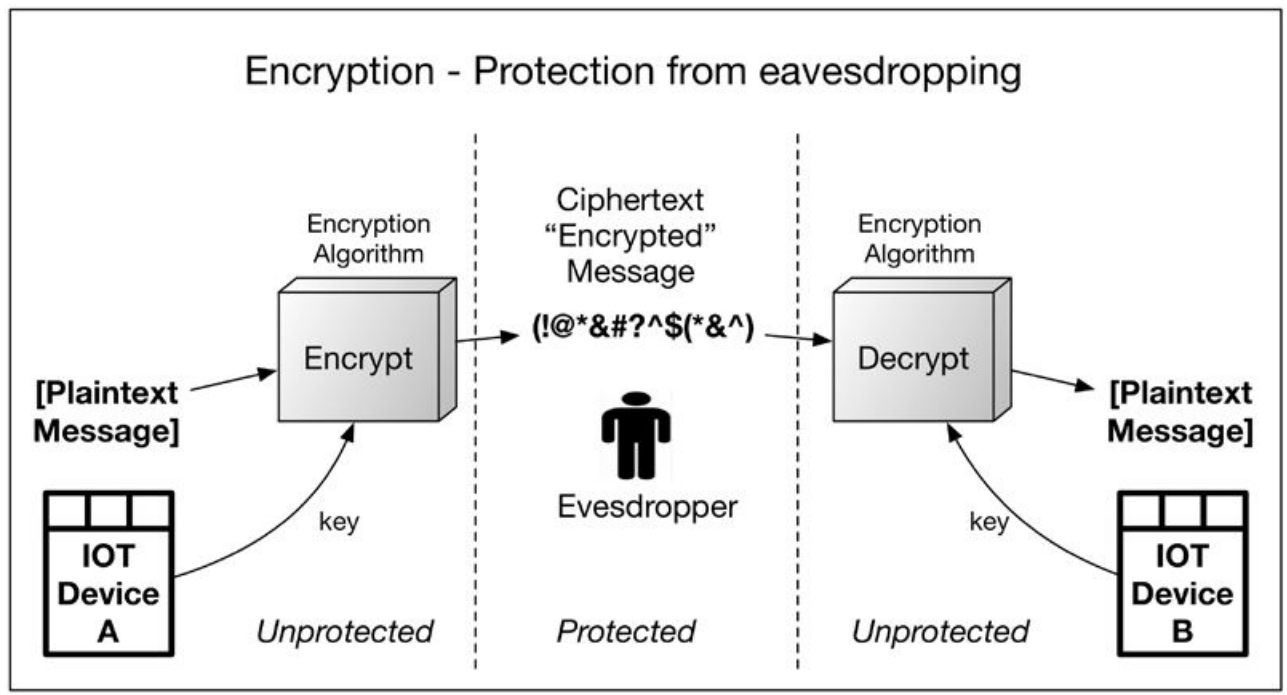 Encryption - Protection from eavesdropping
Encryption
Algorithm
Encrypt
[Plaintext
Message]
key
IOT
Device
A
Unprotected
Ciphertext
“Encrypted”
Message
(!@*&#?^$(*&^)
Evesdropper
Protected
Encryption
Algorithm
Decrypt
[Plaintext
Message]
key
IOT
Device
B
Unprotected